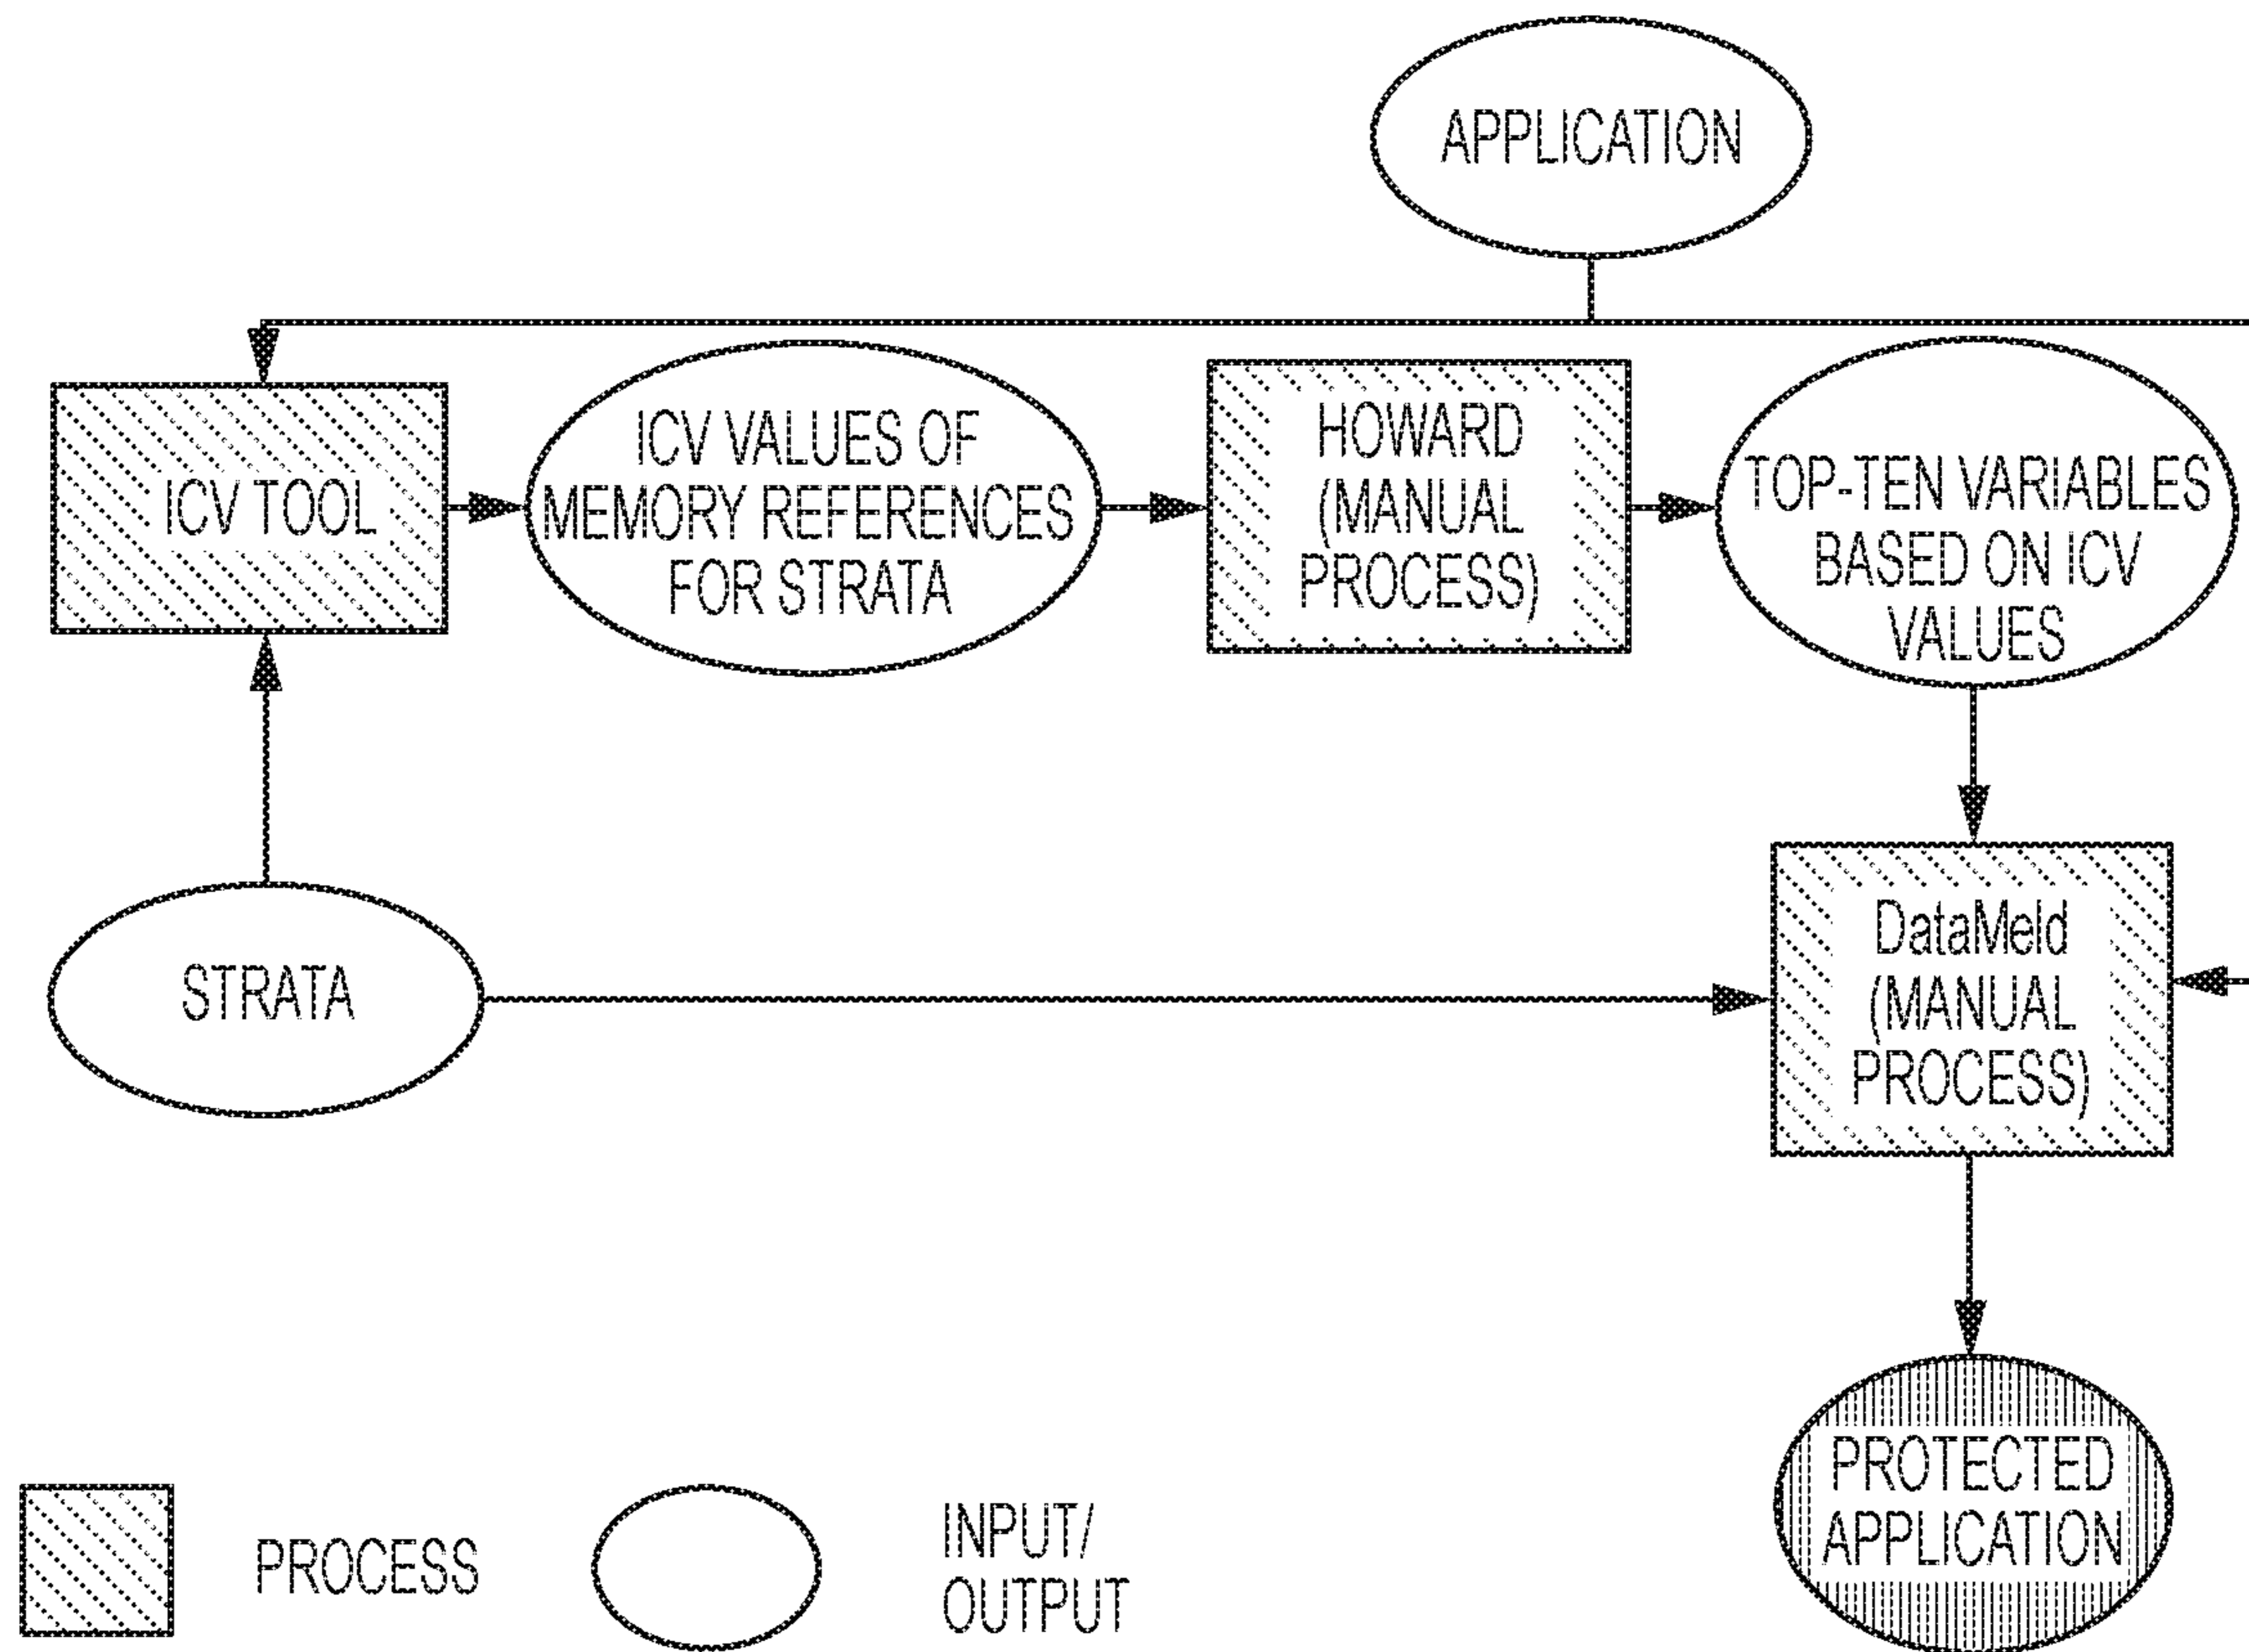 APPLICATION
ICV TOOL
ICV VALUES OF
MEMORY REFERENCES
FOR STRATA
HOWARD
(MANUAL
PROCESS)
TOP-TEN VARIABLES
BASED ON ICV
VALUES
STRATA
DataMeld
(MANUAL
PROCESS)
PROTECTED
APPLICATION
PROCESS
INPUT/
OUTPUT